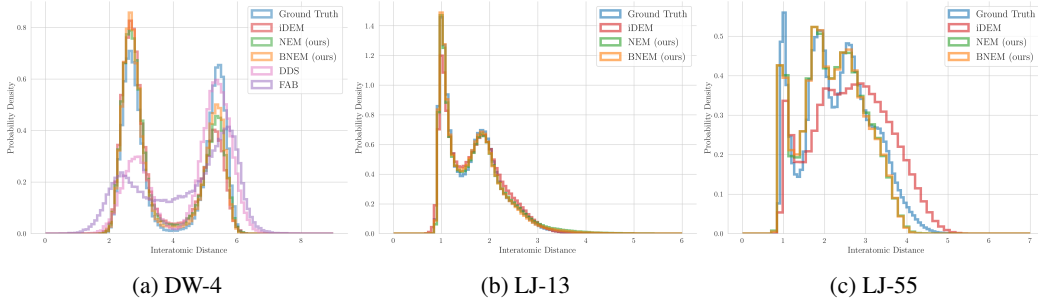 Probability Density
0.8
0.6
0.4
0.2
0.0
0
2
4
6
8
Interatomic Distance
Ground Truth
iDEM
NEM (ours)
BNEM (ours)
DDS
FAB
(a) DW-4
Probability Density
1.4
1.2
1.0
0.8
0.6
0.4
0.2
0.0
0
1
2
3
4
5
6
Interatomic Distance
Ground Truth
iDEM
NEM (ours)
BNEM (ours)
(b) LJ-13
Probability Density
0.5
0.4
0.3
0.2
0.1
0.0
0
1
2
3
4
5
6
7
Interatomic Distance
Ground Truth
iDEM
NEM (ours)
BNEM (ours)
(c) LJ-55